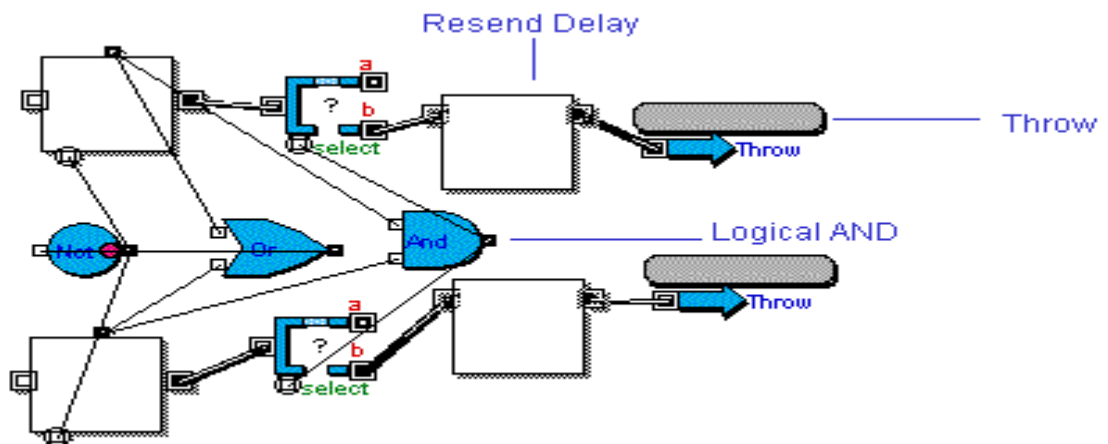 Resend Delay
a
?
b
select
Throw
Throw
Not
Or
And
Logical AND
a
?
b
select
Throw